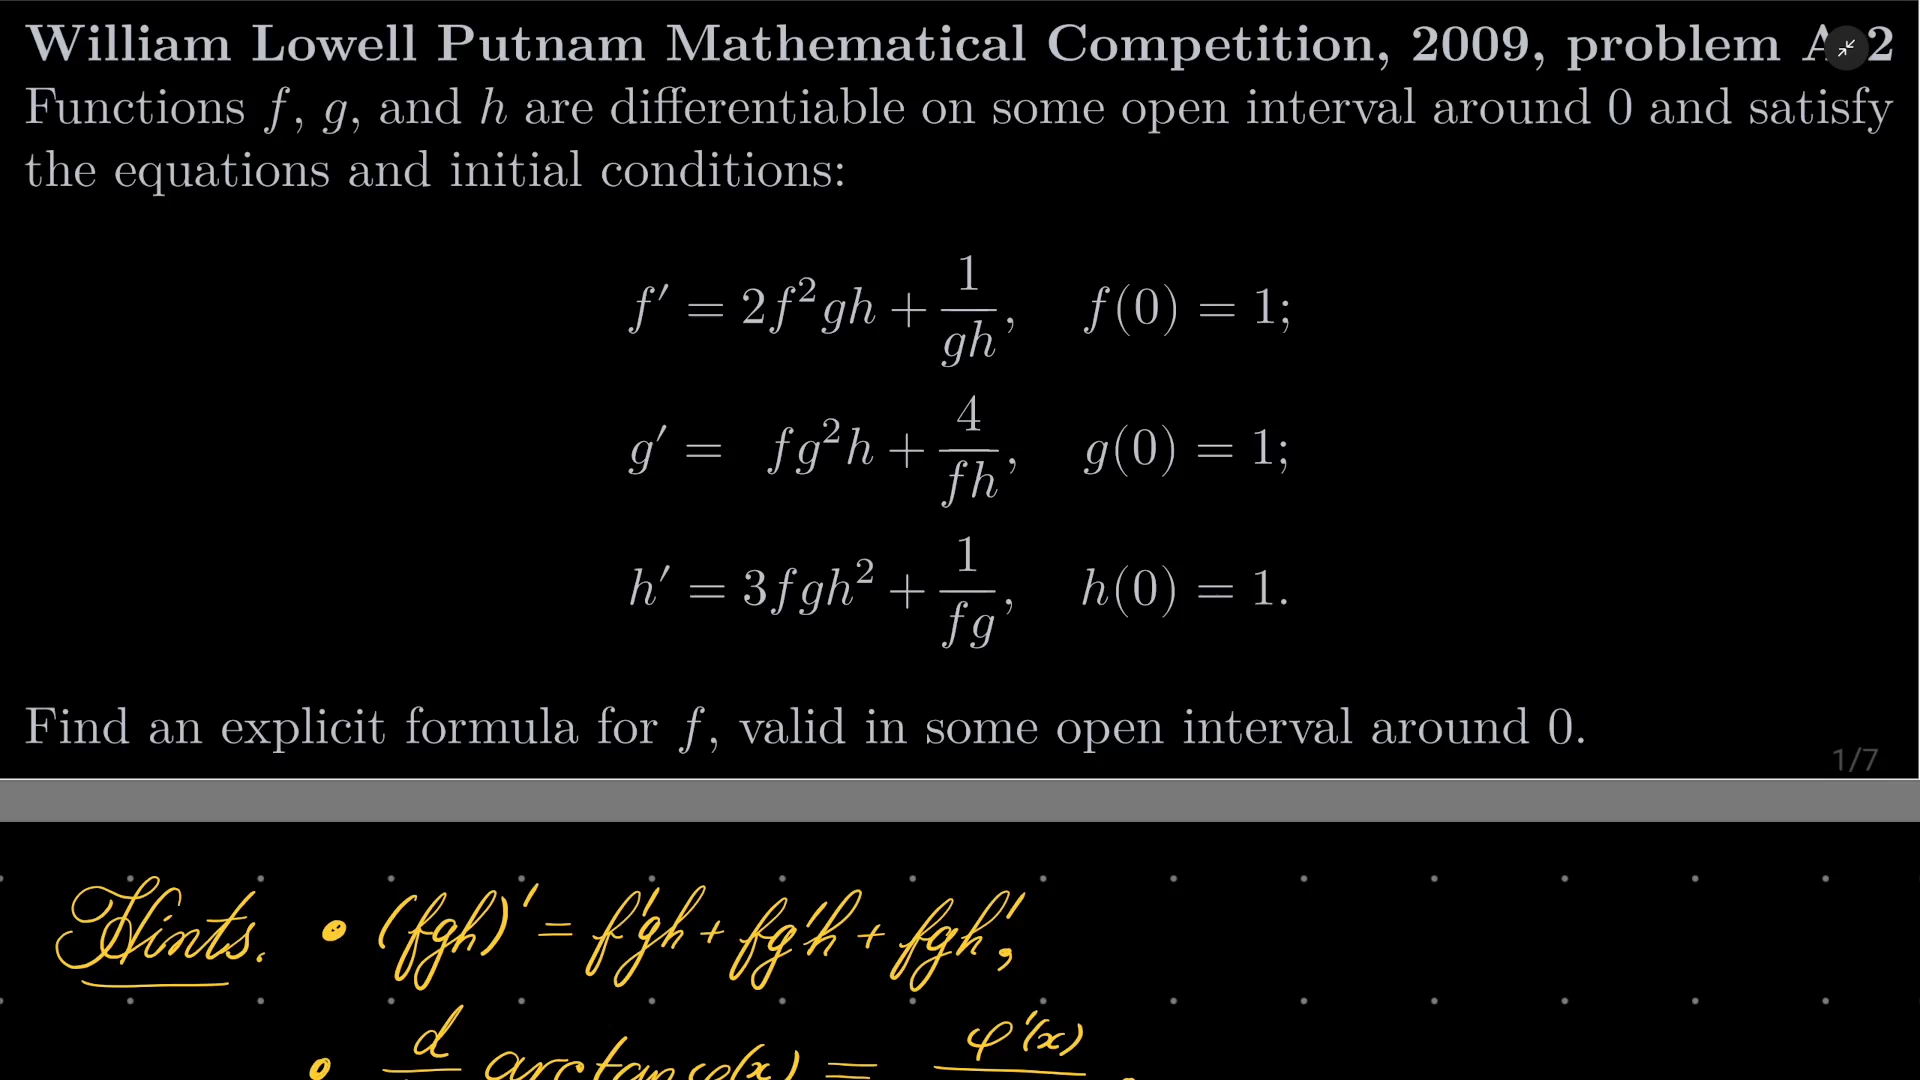 William Lowell Putnam Mathematical Competition, 2009, problem A 2
Functions f, g, and h are differentiable on some open interval around 0 and satisfy
the equations and initial conditions:
f′ = 2f²gh + 1/(gh),   f(0) = 1;
g′ = fg²h + 4/(fh),   g(0) = 1;
h′ = 3fgh² + 1/(fg),   h(0) = 1.
Find an explicit formula for f, valid in some open interval around 0.
1/7
Hints. • (fgh)′ = f′gh + fg′h + fgh′;
• d arctan φ(x) = φ′(x)